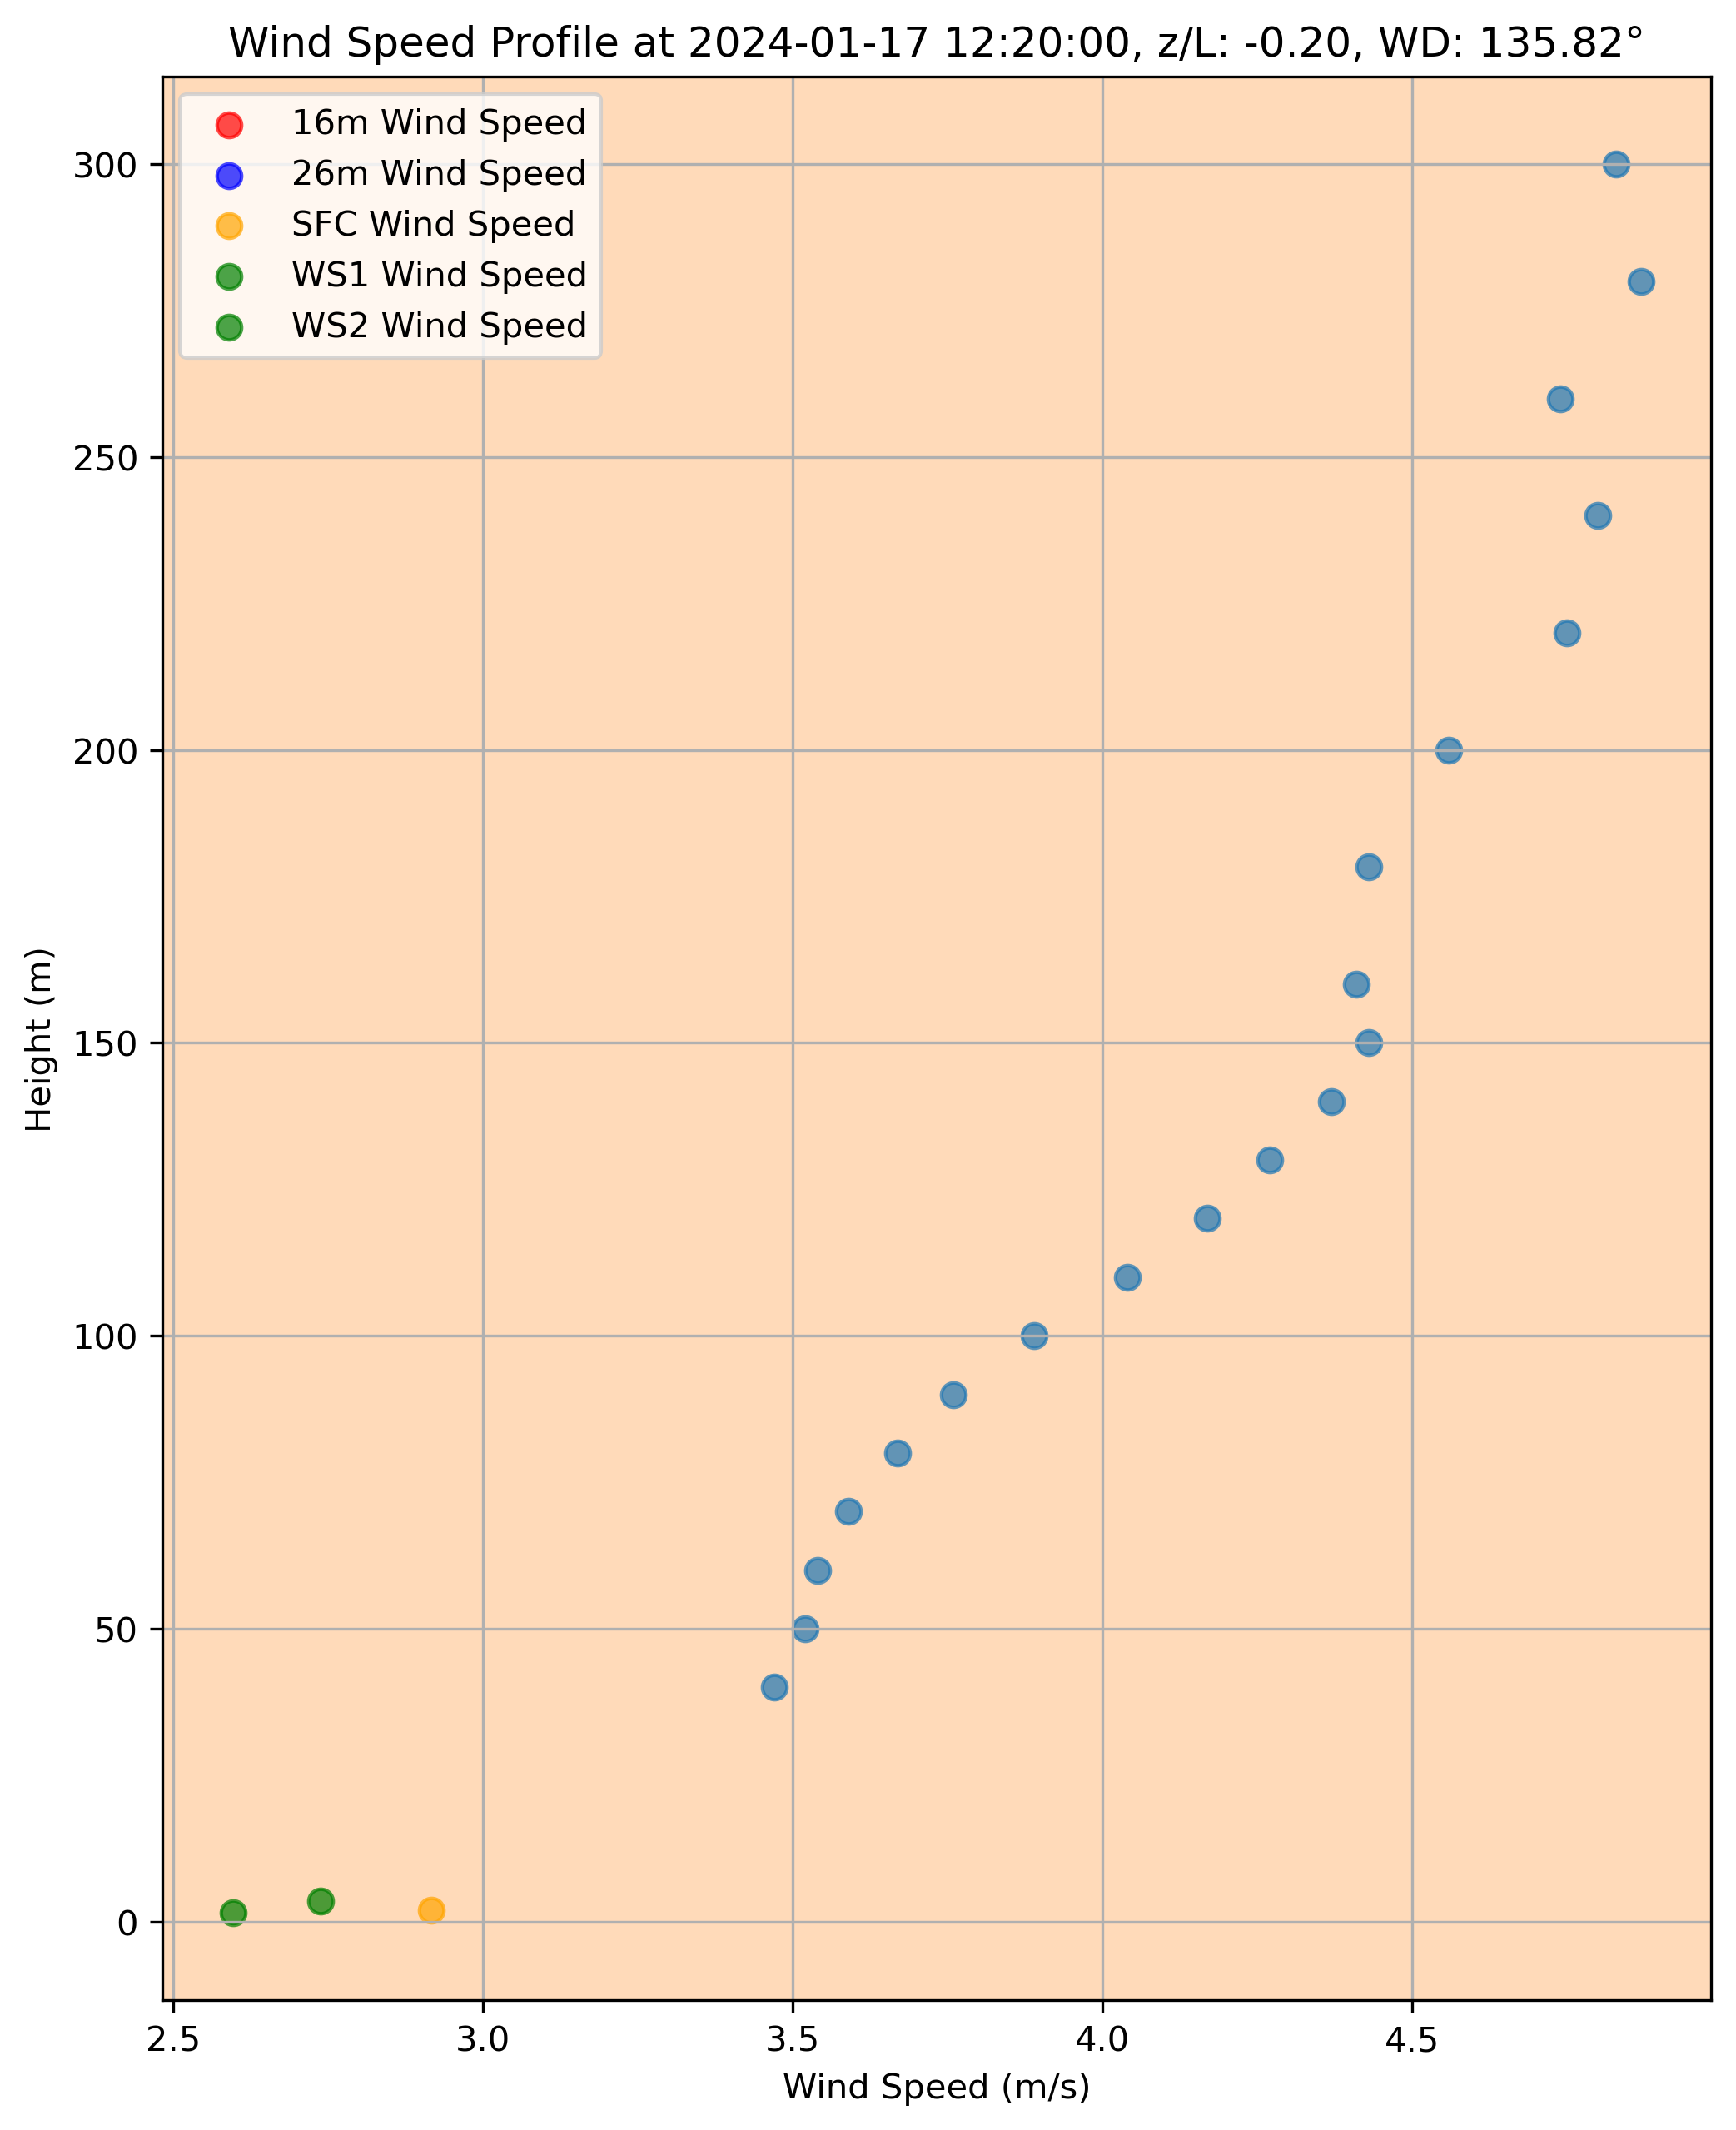 Wind Speed Profile at 2024-01-17 12:20:00, z/L: -0.20, WD: 135.82°
16m Wind Speed
26m Wind Speed
SFC Wind Speed
WS1 Wind Speed
WS2 Wind Speed
300
250
200
150
100
50
0
Height (m)
2.5 3.0 3.5 4.0 4.5
Wind Speed (m/s)